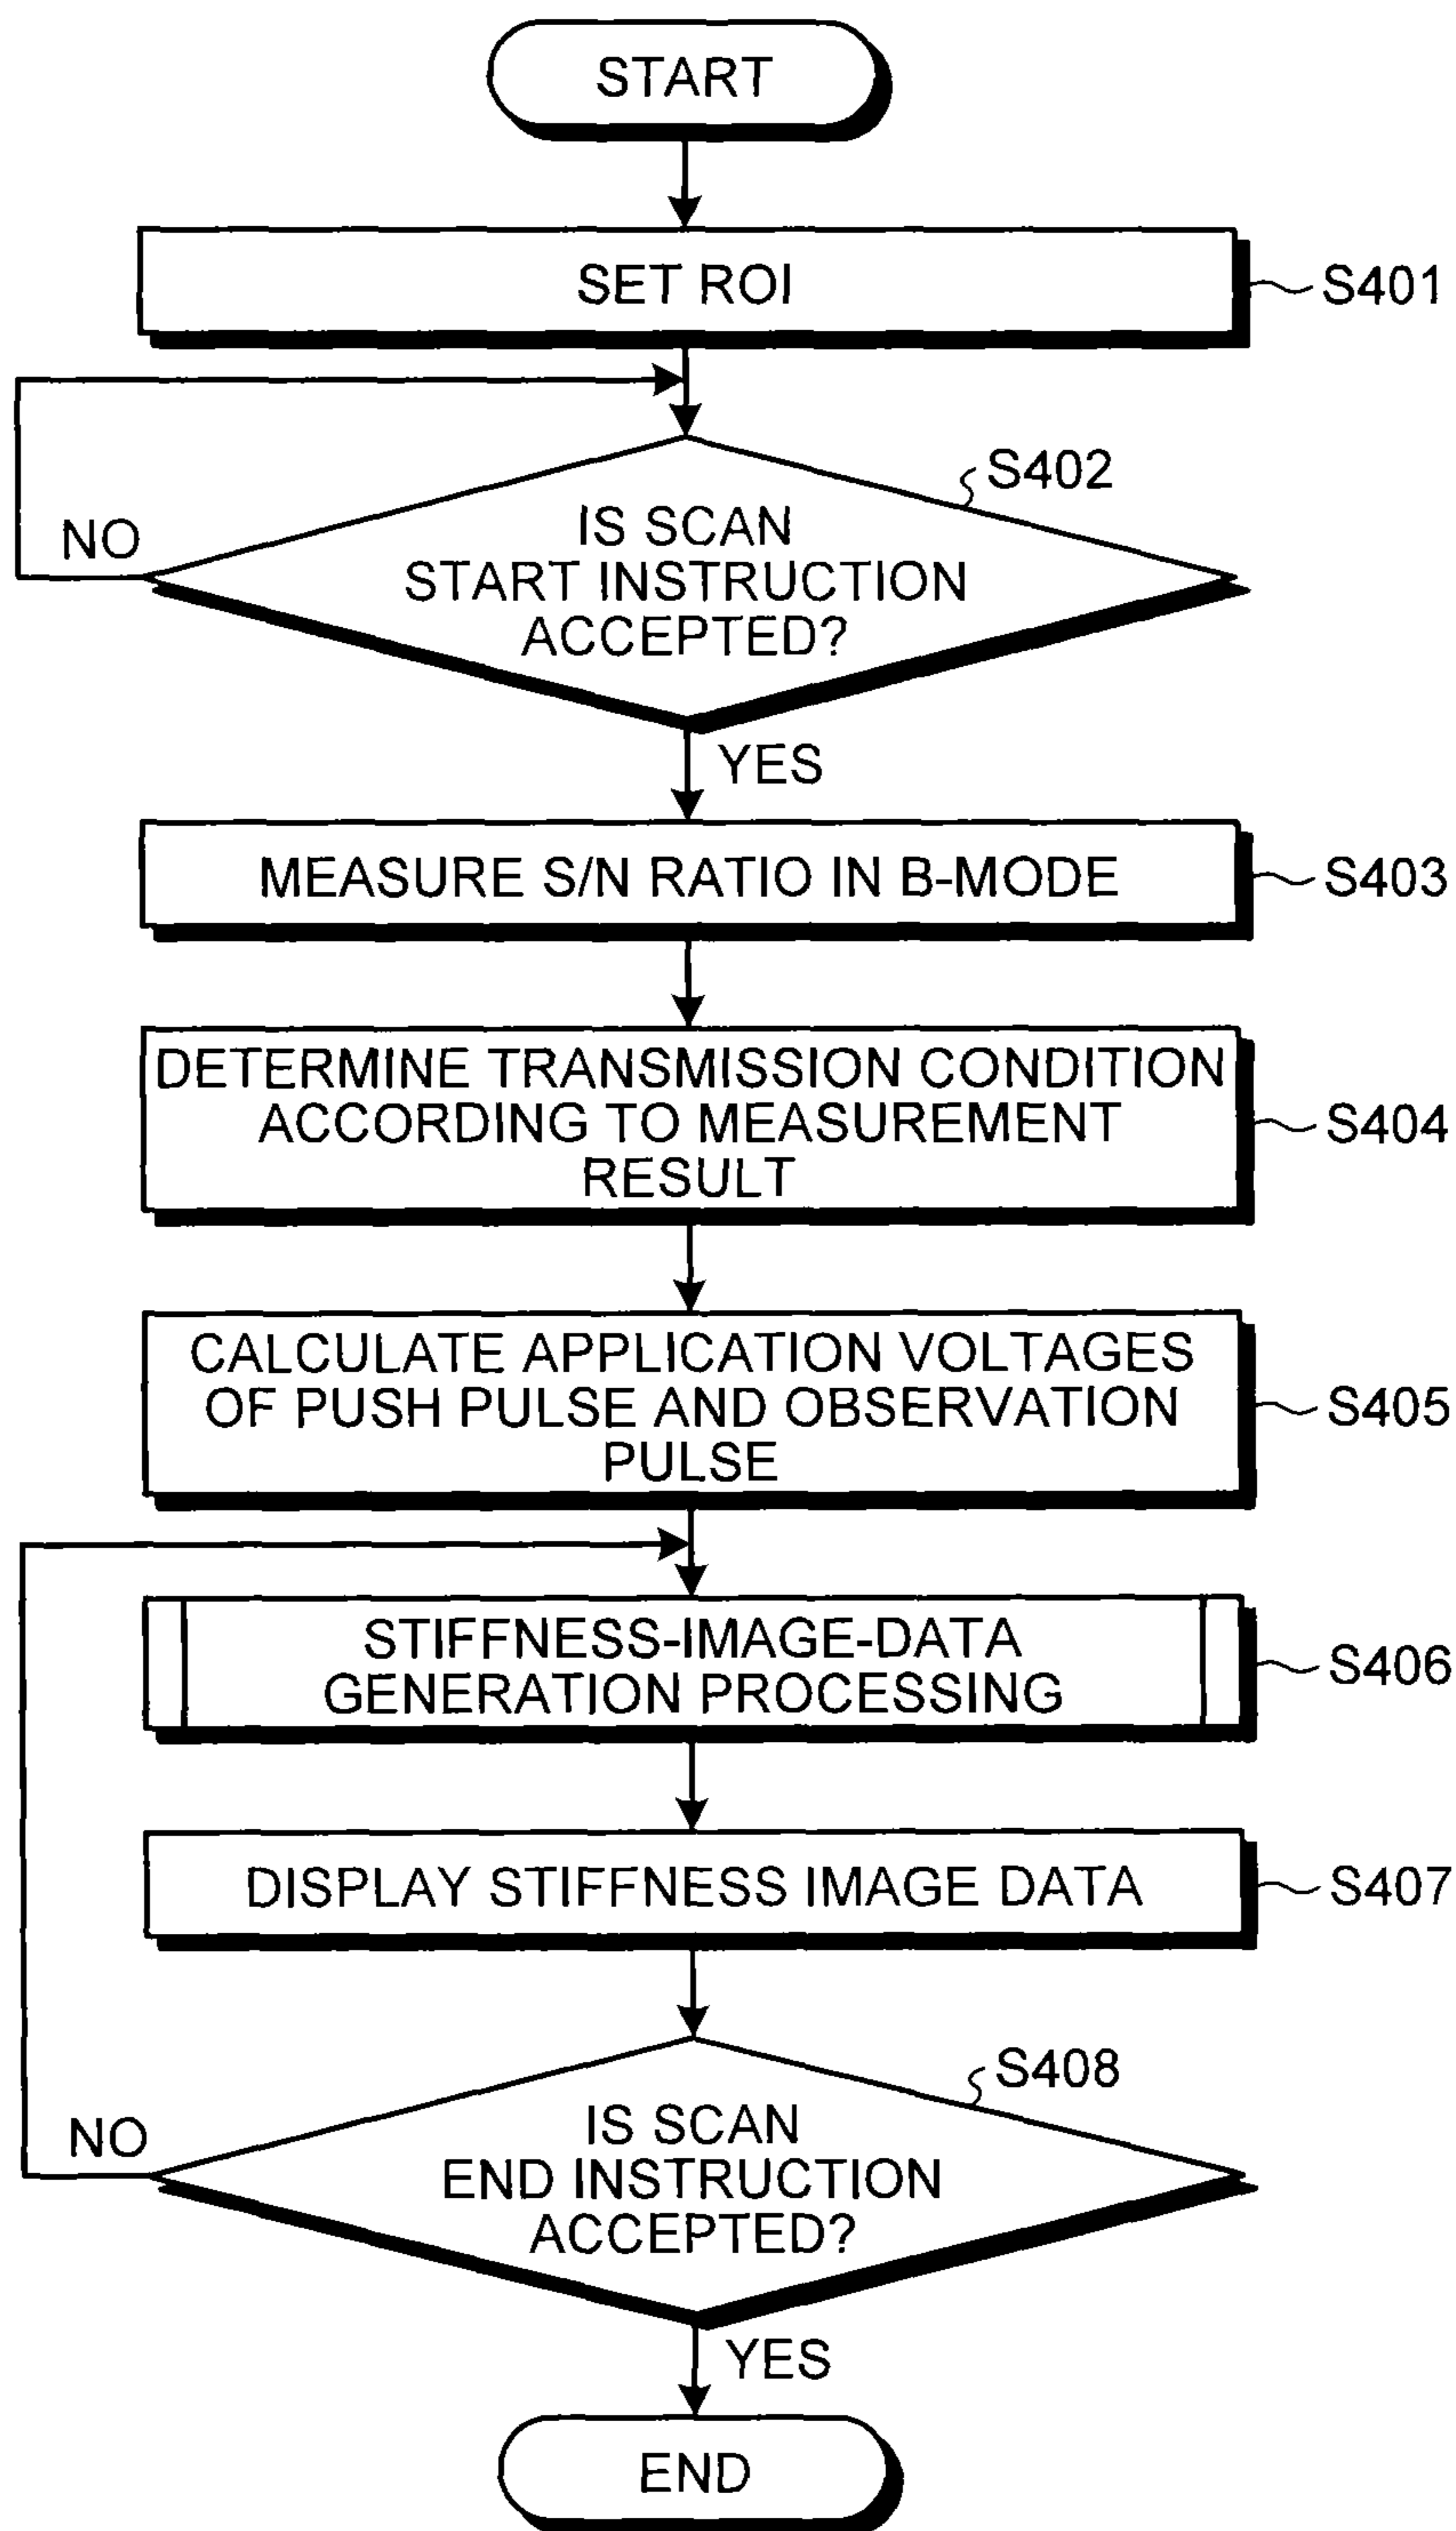 START
SET ROI
S401
S402
IS SCAN
START INSTRUCTION
ACCEPTED?
NO
YES
MEASURE S/N RATIO IN B-MODE
S403
DETERMINE TRANSMISSION CONDITION
ACCORDING TO MEASUREMENT
RESULT
S404
CALCULATE APPLICATION VOLTAGES
OF PUSH PULSE AND OBSERVATION
PULSE
S405
STIFFNESS-IMAGE-DATA
GENERATION PROCESSING
S406
DISPLAY STIFFNESS IMAGE DATA
S407
S408
IS SCAN
END INSTRUCTION
ACCEPTED?
NO
YES
END